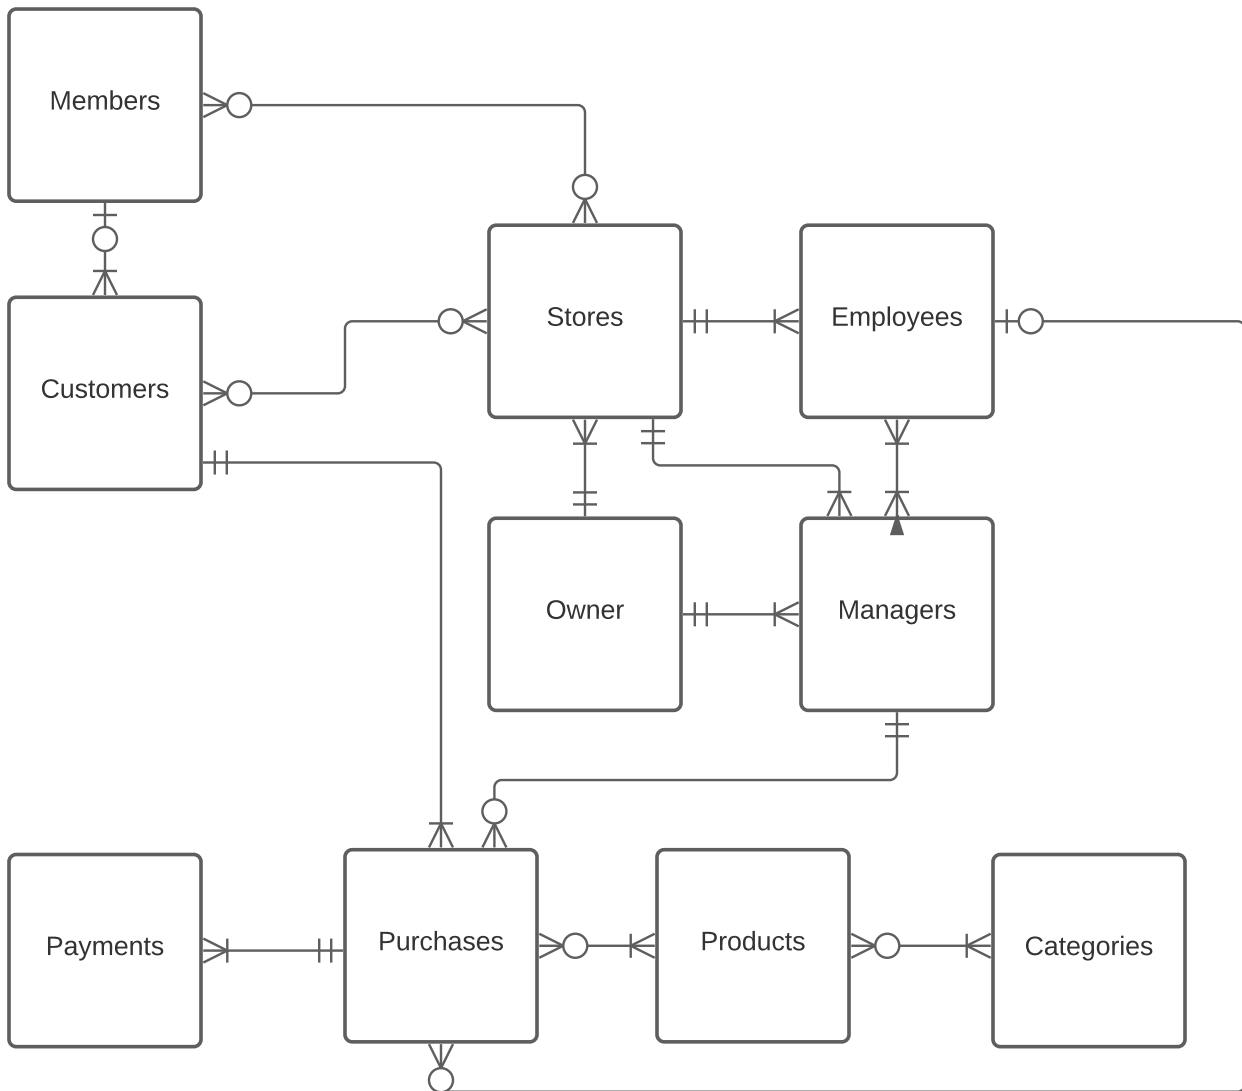 Members
Stores
Employees
Customers
Owner
Managers
Payments
Purchases
Products
Categories